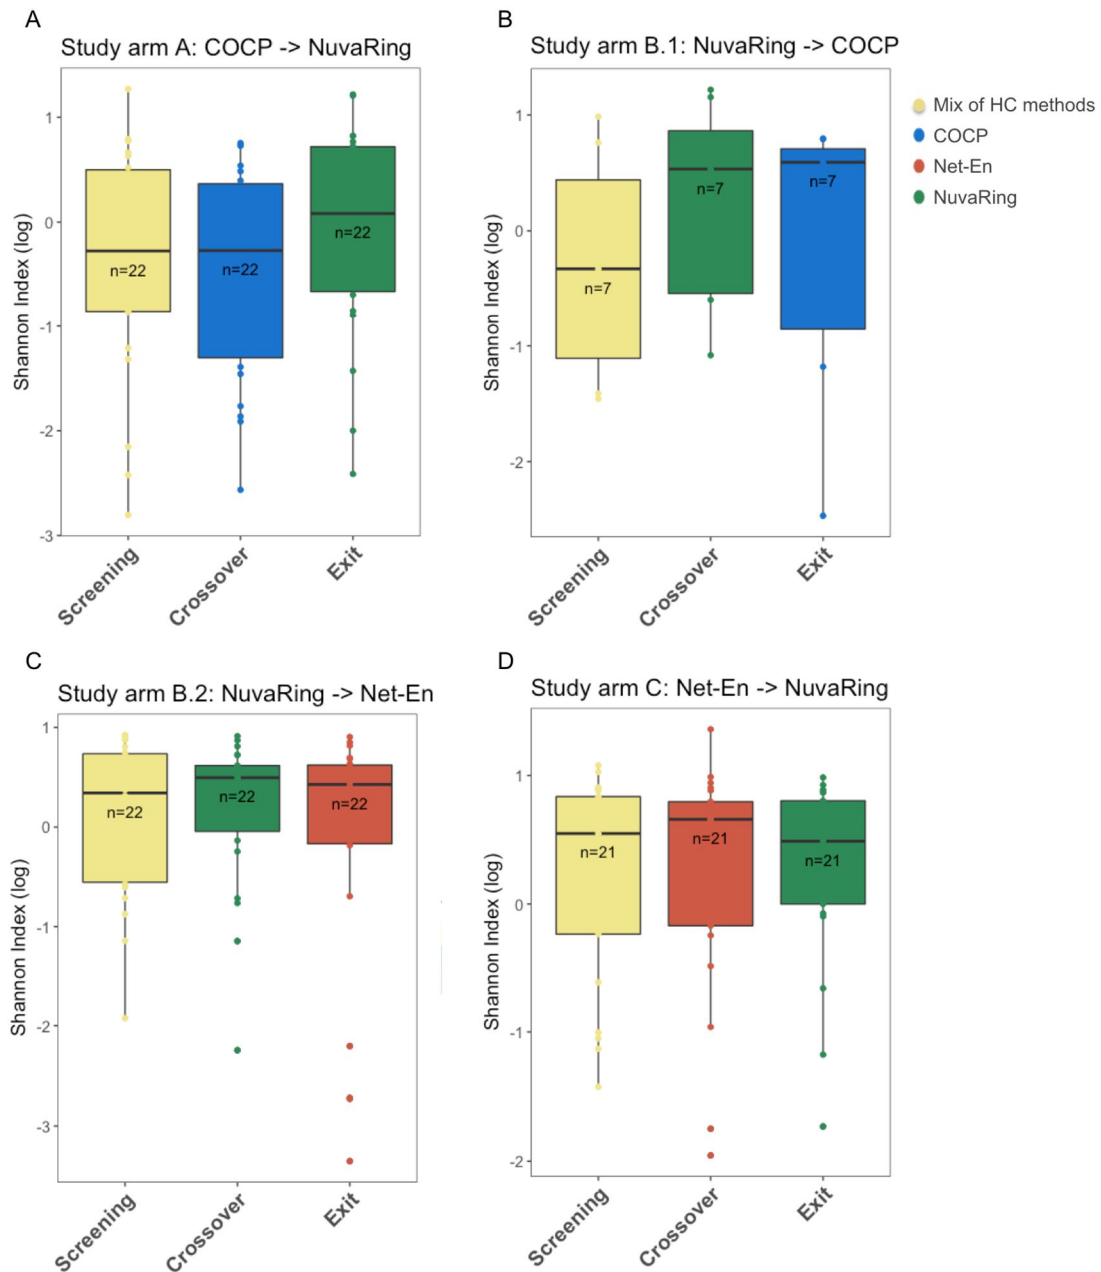 A
Study arm A: COCP -> NuvaRing
Shannon Index (log)
1
0
-1
-2
-3
n=22
n=22
n=22
Screening
Crossover
Exit
B
Study arm B.1: NuvaRing -> COCP
Shannon Index (log)
1
0
-1
-2
n=7
n=7
n=7
Screening
Crossover
Exit
Mix of HC methods
COCP
Net-En
NuvaRing
C
Study arm B.2: NuvaRing -> Net-En
Shannon Index (log)
1
0
-1
-2
-3
n=22
n=22
n=22
Screening
Crossover
Exit
D
Study arm C: Net-En -> NuvaRing
Shannon Index (log)
1
0
-1
-2
n=21
n=21
n=21
Screening
Crossover
Exit